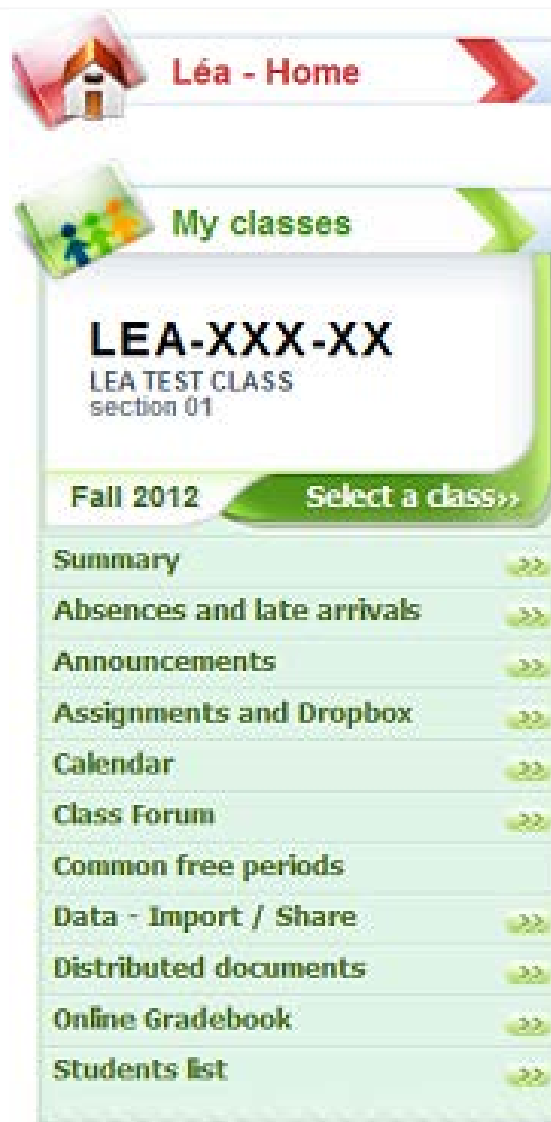 Léa - Home
My classes
LEA-XXX-XX
LEA TEST CLASS
section 01
Fall 2012 Select a class››
Summary >>
Absences and late arrivals >>
Announcements >>
Assignments and Dropbox >>
Calendar >>
Class Forum >>
Common free periods
Data - Import / Share >>
Distributed documents >>
Online Gradebook >>
Students list >>